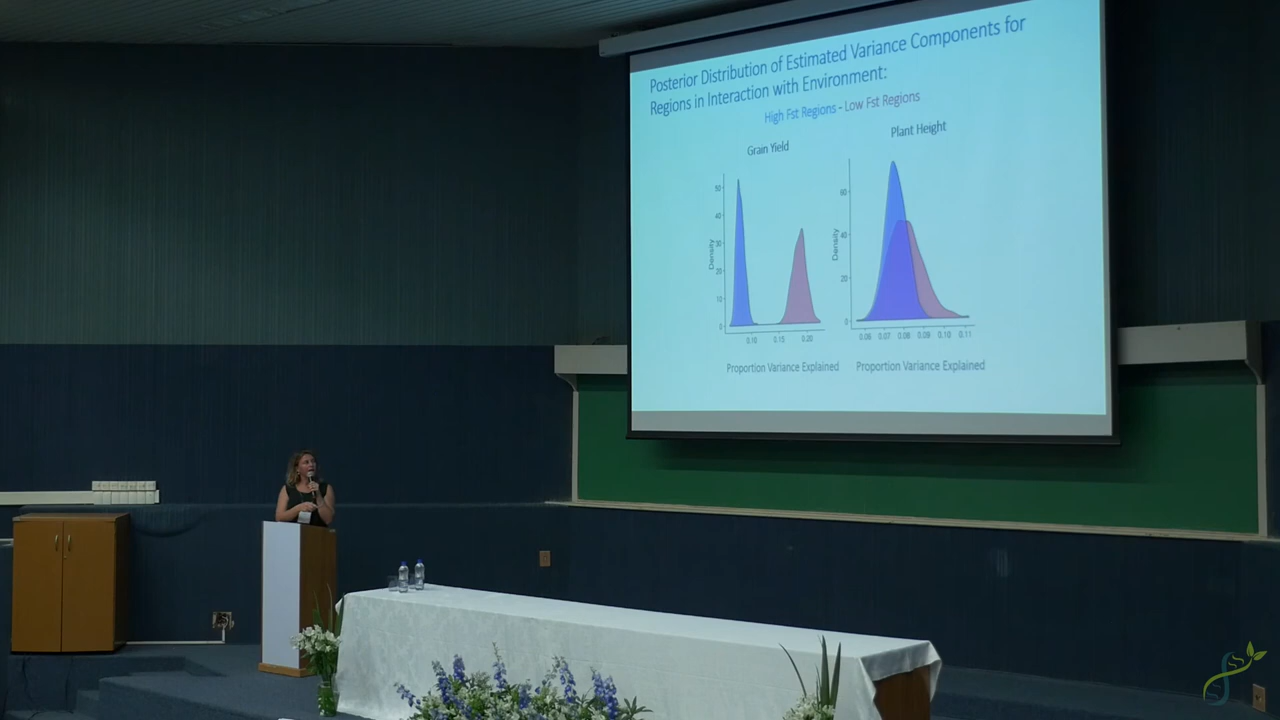 Posterior Distribution of Estimated Variance Components for
Regions in Interaction with Environment:
High Fst Regions - Low Fst Regions
Grain Yield
Plant Height
Density
50
40
30
20
10
0
0.10 0.15 0.20
Proportion Variance Explained
Density
60
40
20
0
0.06 0.07 0.08 0.09 0.10 0.11
Proportion Variance Explained